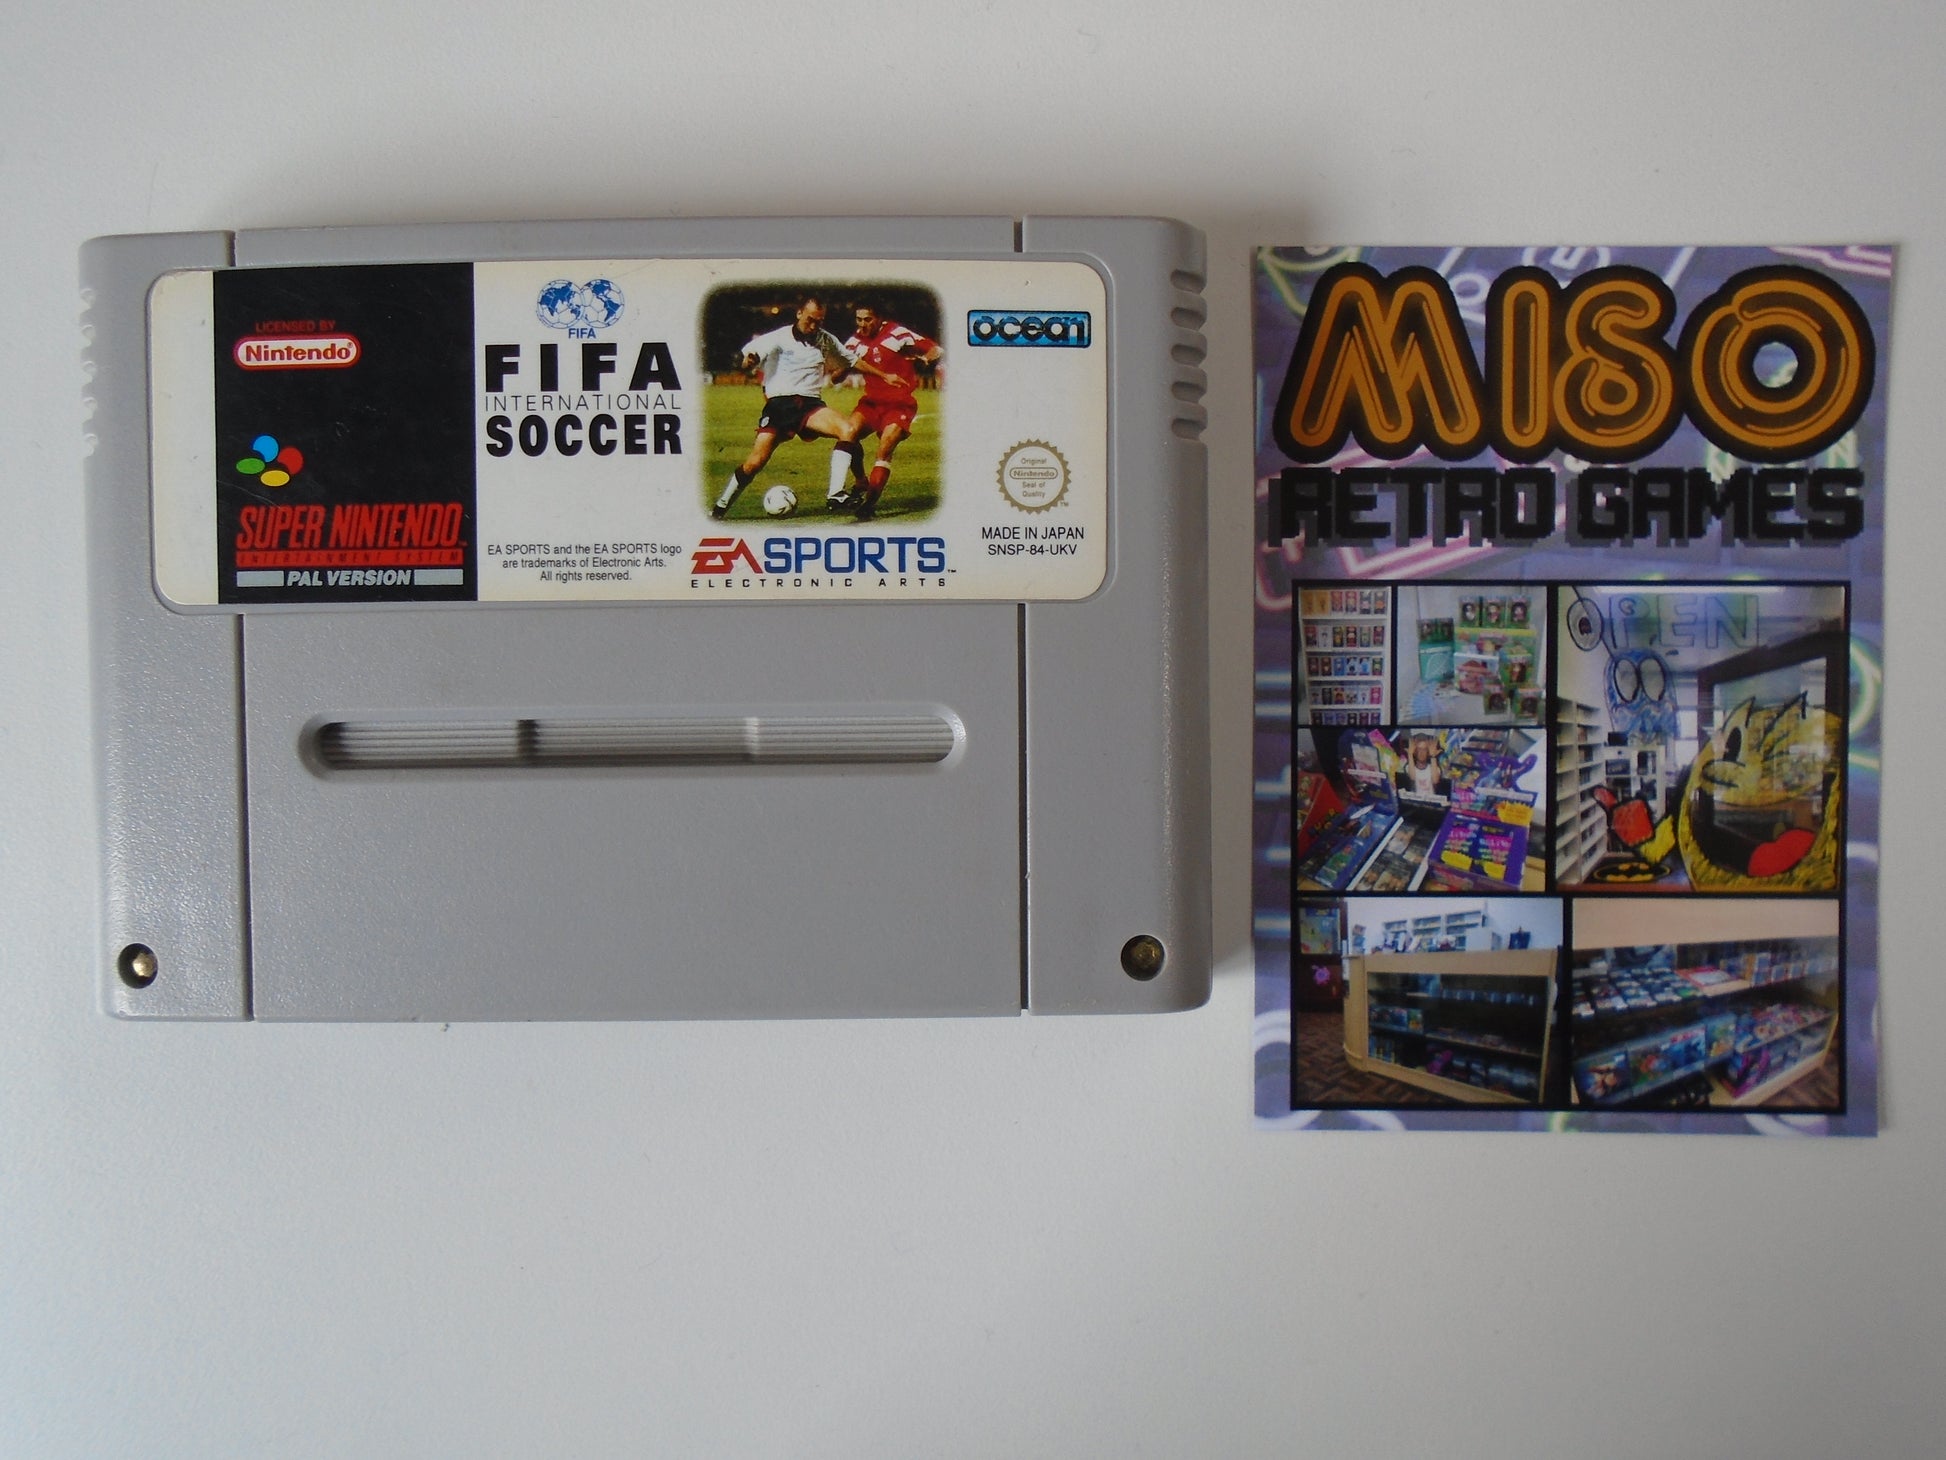 LICENSED BY
Nintendo
SUPER NINTENDO
ENTERTAINMENT SYSTEM
PAL VERSION
FIFA
FIFA
INTERNATIONAL
SOCCER
EA SPORTS and the EA SPORTS logo
are trademarks of Electronic Arts.
All rights reserved.
EA SPORTS™
ELECTRONIC ARTS
ocean
Original
Nintendo
Seal of
Quality
TM
MADE IN JAPAN
SNSP-84-UKV
MISO
RETRO GAMES
OPEN